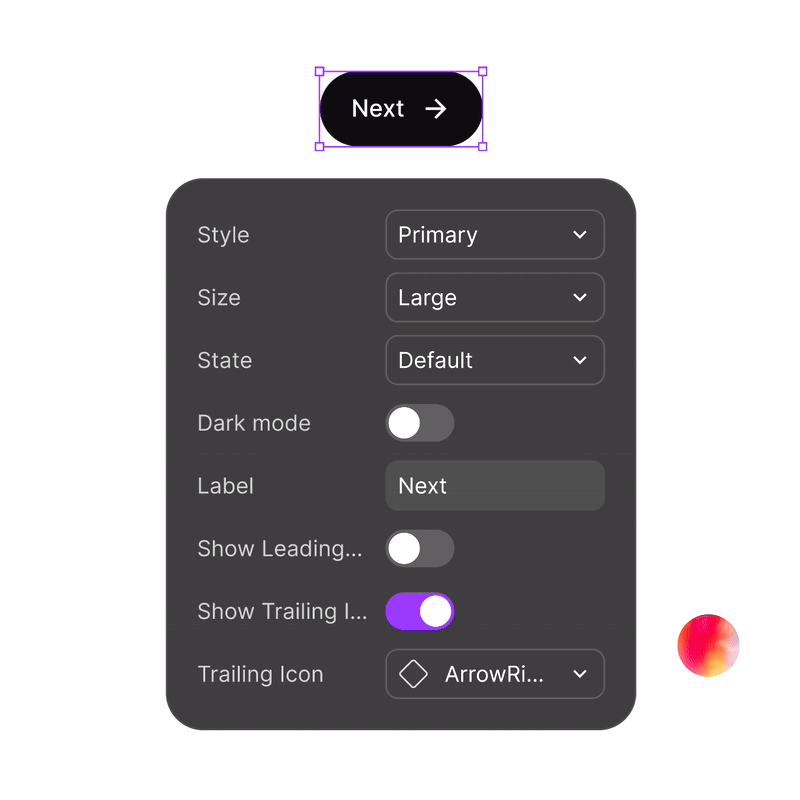 Next
Style Primary
Size Large
State Default
Dark mode
Label Next
Show Leading...
Show Trailing I...
Trailing Icon ArrowRi...